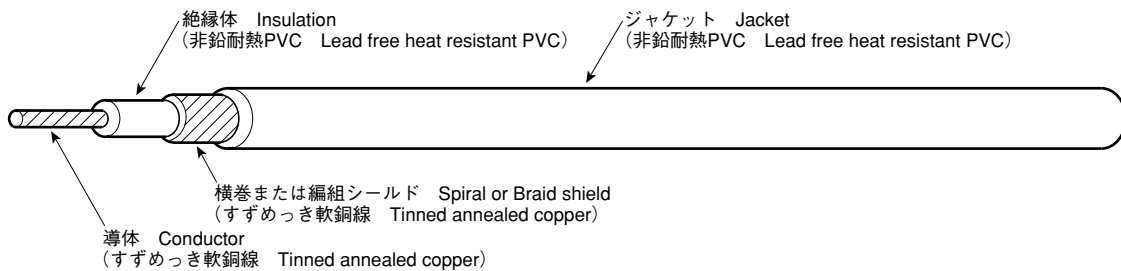 絶縁体　Insulation
（非鉛耐熱PVC　Lead free heat resistant PVC）
ジャケット　Jacket
（非鉛耐熱PVC　Lead free heat resistant PVC）
横巻または編組シールド　Spiral or Braid shield
（すずめっき軟銅線　Tinned annealed copper）
導体　Conductor
（すずめっき軟銅線　Tinned annealed copper）